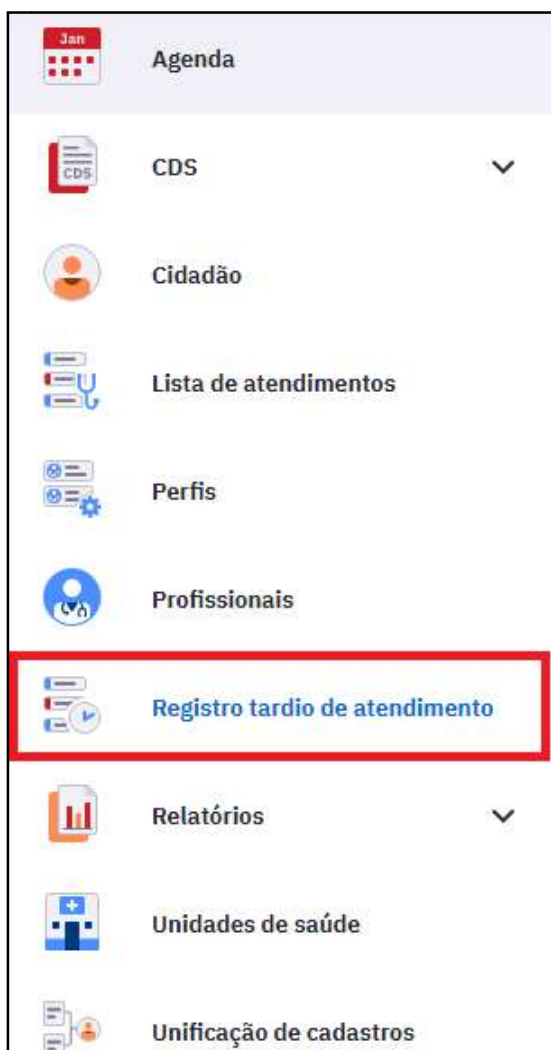 Jan
Agenda
CDS
CDS
Cidadão
Lista de atendimentos
Perfis
Profissionais
Registro tardio de atendimento
Relatórios
Unidades de saúde
Unificação de cadastros